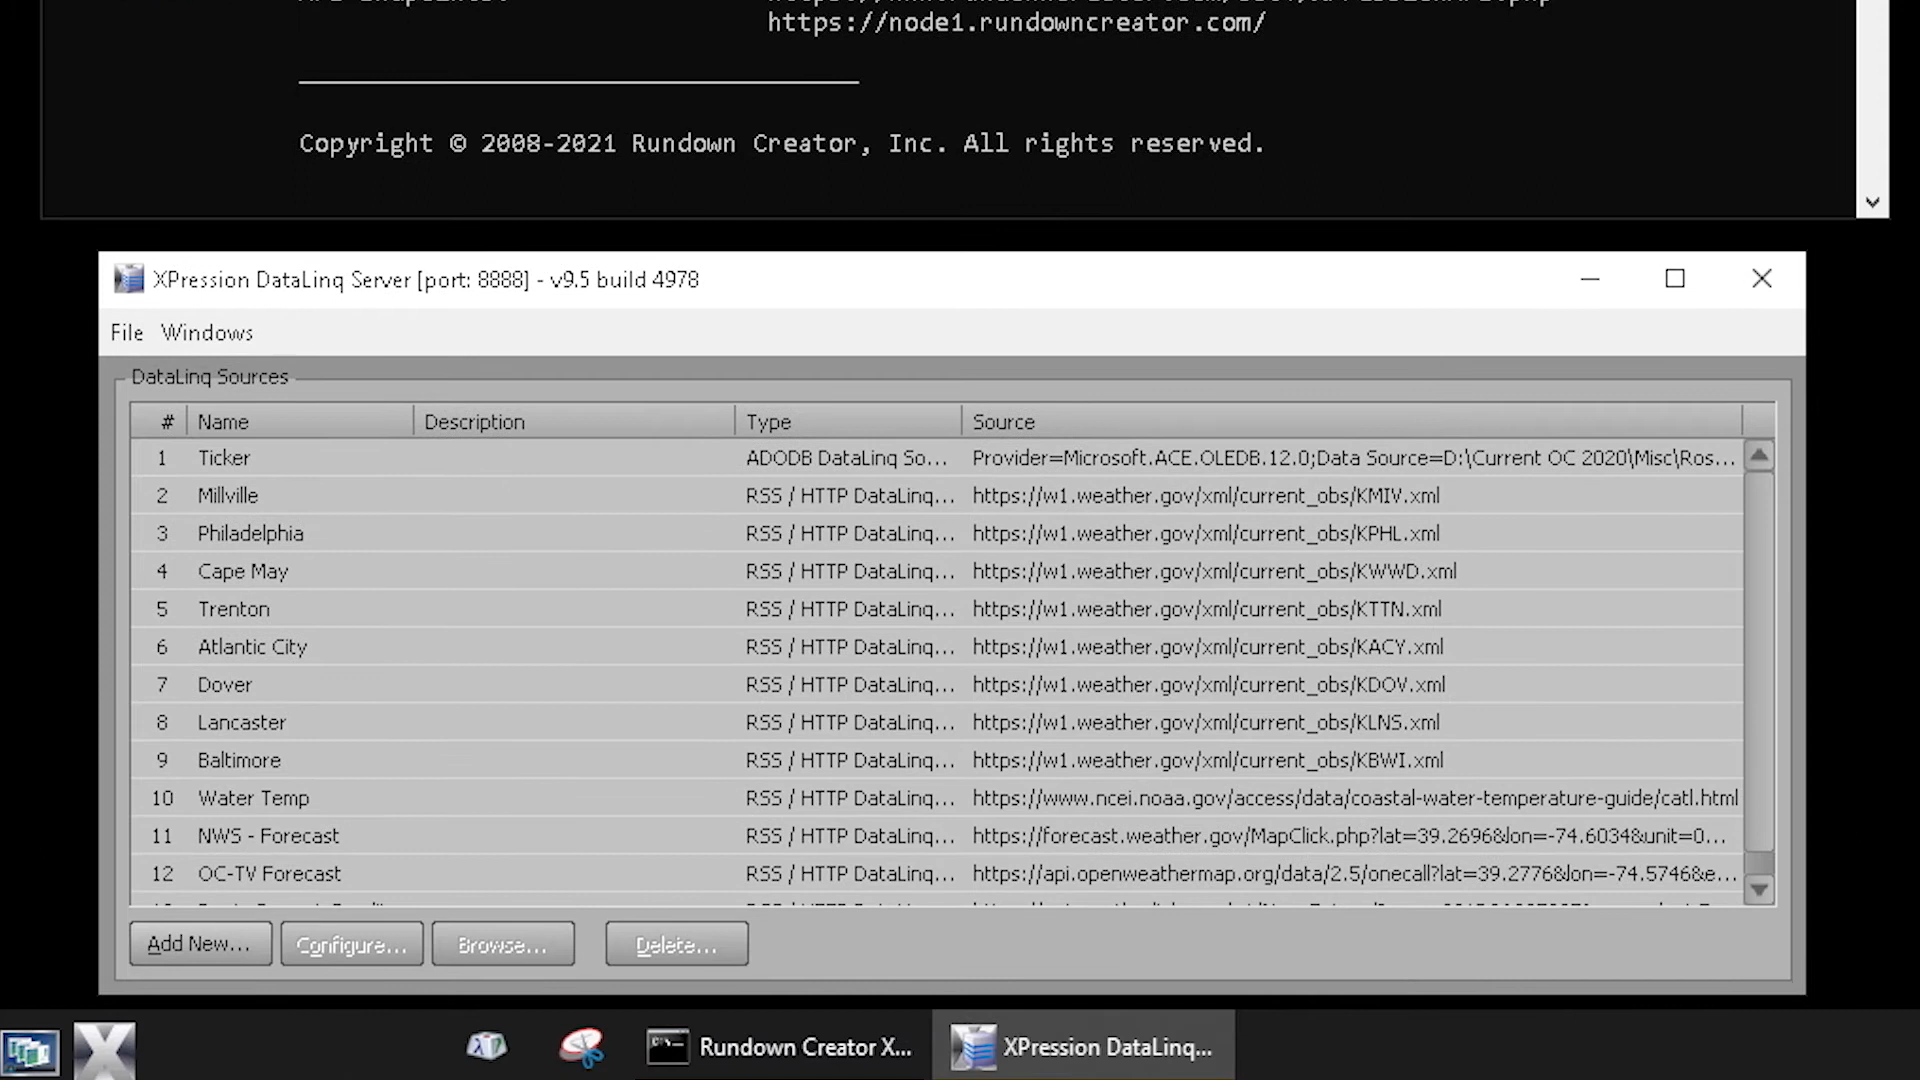 https://node1.rundowncreator.com/
Copyright © 2008-2021 Rundown Creator, Inc. All rights reserved.
XPression DataLinq Server [port: 8888] - v9.5 build 4978
File Windows
DataLinq Sources
# Name Description Type Source
1 Ticker ADODB DataLinq So... Provider=Microsoft.ACE.OLEDB.12.0;Data Source=D:\Current OC 2020\Misc\Ros...
2 Millville RSS / HTTP DataLinq... https://w1.weather.gov/xml/current_obs/KMIV.xml
3 Philadelphia RSS / HTTP DataLinq... https://w1.weather.gov/xml/current_obs/KPHL.xml
4 Cape May RSS / HTTP DataLinq... https://w1.weather.gov/xml/current_obs/KWWD.xml
5 Trenton RSS / HTTP DataLinq... https://w1.weather.gov/xml/current_obs/KTTN.xml
6 Atlantic City RSS / HTTP DataLinq... https://w1.weather.gov/xml/current_obs/KACY.xml
7 Dover RSS / HTTP DataLinq... https://w1.weather.gov/xml/current_obs/KDOV.xml
8 Lancaster RSS / HTTP DataLinq... https://w1.weather.gov/xml/current_obs/KLNS.xml
9 Baltimore RSS / HTTP DataLinq... https://w1.weather.gov/xml/current_obs/KBWI.xml
10 Water Temp RSS / HTTP DataLinq... https://www.ncei.noaa.gov/access/data/coastal-water-temperature-guide/catl.html
11 NWS - Forecast RSS / HTTP DataLinq... https://forecast.weather.gov/MapClick.php?lat=39.2696&lon=-74.6034&unit=0...
12 OC-TV Forecast RSS / HTTP DataLinq... https://api.openweathermap.org/data/2.5/onecall?lat=39.2776&lon=-74.5746&e...
Add New... Configure... Browse... Delete...
Rundown Creator X... XPression DataLinq...